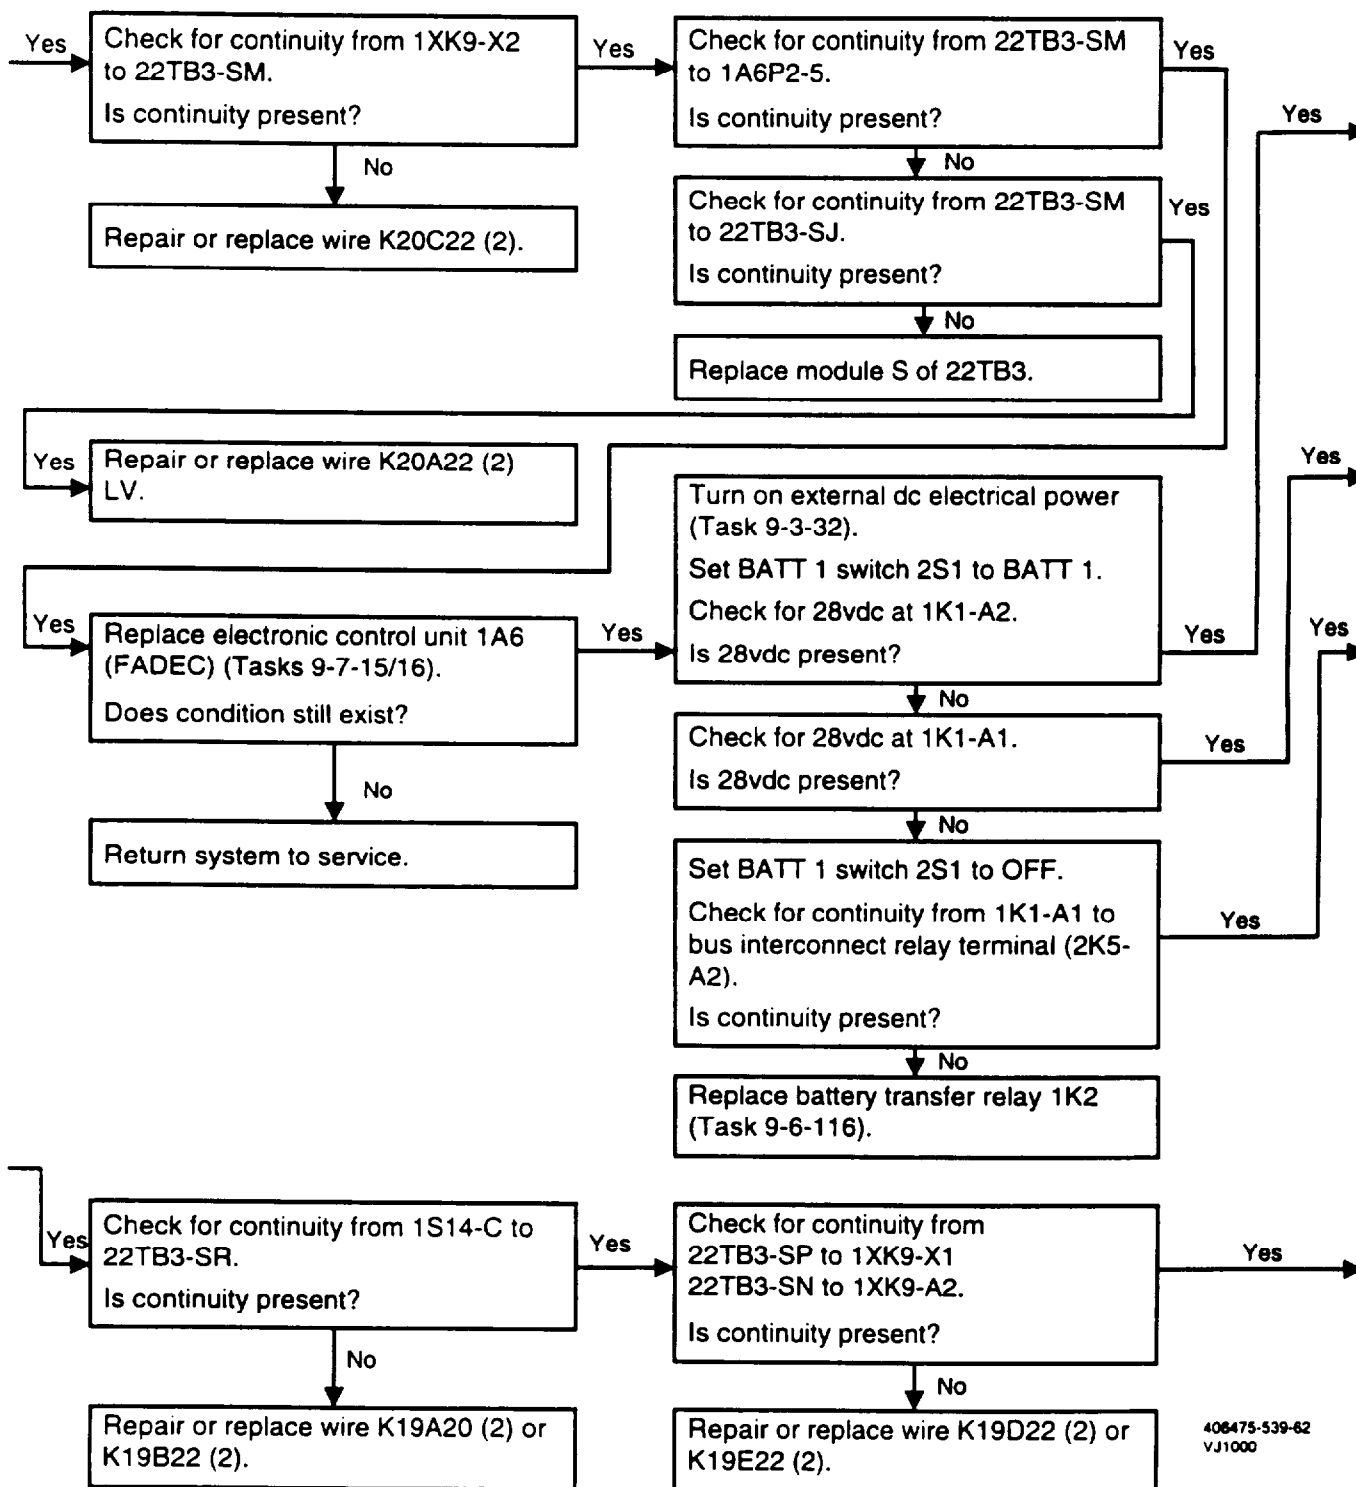 Yes
Check for continuity from 1XK9-X2
to 22TB3-SM.
Is continuity present?
Yes
Check for continuity from 22TB3-SM
to 1A6P2-5.
Is continuity present?
Yes
Yes
No
No
Repair or replace wire K20C22 (2).
Check for continuity from 22TB3-SM
to 22TB3-SJ.
Is continuity present?
Yes
No
Replace module S of 22TB3.
Yes
Repair or replace wire K20A22 (2)
LV.
Turn on external dc electrical power
(Task 9-3-32).
Set BATT 1 switch 2S1 to BATT 1.
Check for 28vdc at 1K1-A2.
Is 28vdc present?
Yes
Yes
Replace electronic control unit 1A6
(FADEC) (Tasks 9-7-15/16).
Does condition still exist?
Yes
Yes
Yes
No
No
Check for 28vdc at 1K1-A1.
Is 28vdc present?
Yes
Return system to service.
No
Set BATT 1 switch 2S1 to OFF.
Check for continuity from 1K1-A1 to
bus interconnect relay terminal (2K5-
A2).
Is continuity present?
Yes
No
Replace battery transfer relay 1K2
(Task 9-6-116).
Yes
Check for continuity from 1S14-C to
22TB3-SR.
Is continuity present?
Yes
Check for continuity from
22TB3-SP to 1XK9-X1
22TB3-SN to 1XK9-A2.
Is continuity present?
Yes
No
No
Repair or replace wire K19A20 (2) or
K19B22 (2).
Repair or replace wire K19D22 (2) or
K19E22 (2).
406475-539-62
VJ1000